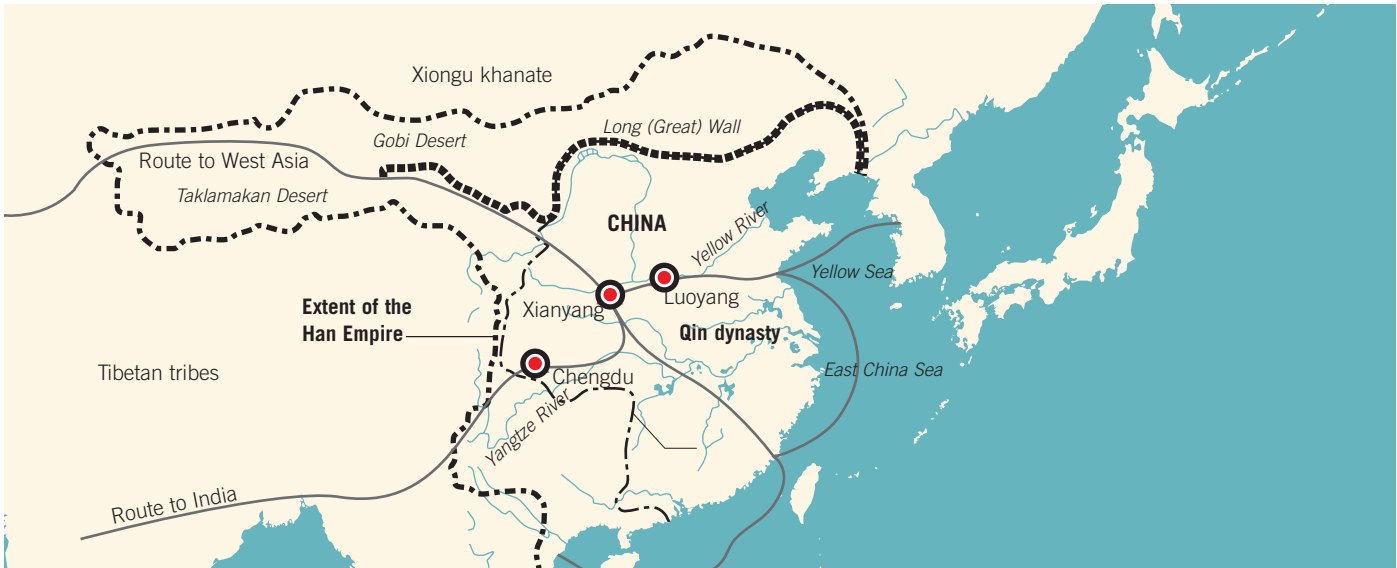 Xiongu khanate
Gobi Desert
Long (Great) Wall
Route to West Asia
Taklamakan Desert
CHINA
Yellow River
Yellow Sea
Extent of the
Han Empire
Xianyang
Luoyang
Qin dynasty
Tibetan tribes
Chengdu
East China Sea
Yangtze River
Route to India